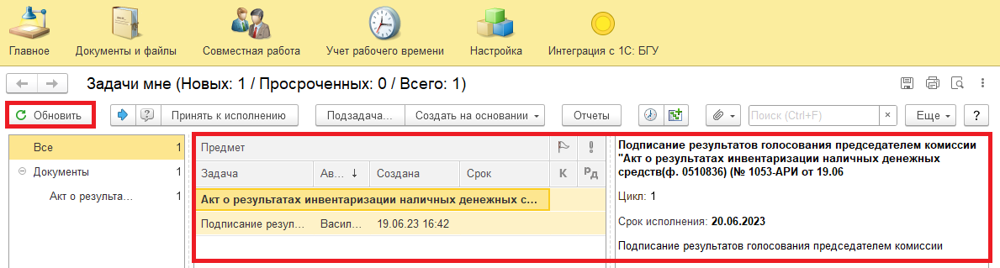 Главное Документы и файлы Совместная работа Учет рабочего времени Настройка Интеграция с 1С: БГУ
Задачи мне (Новых: 1 / Просроченных: 0 / Всего: 1)
Обновить Принять к исполнению Подзадача... Создать на основании Отчеты Поиск (Ctrl+F) × Еще ?
Все 1
Документы 1
Акт о результа... 1
Предмет !
Задача Ав... ↓ Создана Срок К Рд
Акт о результатах инвентаризации наличных денежных с...
Подписание резул... Васил... 19.06.23 16:42
Подписание результатов голосования председателем комиссии
"Акт о результатах инвентаризации наличных денежных
средств(ф. 0510836) (№ 1053-АРИ от 19.06
Цикл: 1
Срок исполнения: 20.06.2023
Подписание результатов голосования председателем комиссии